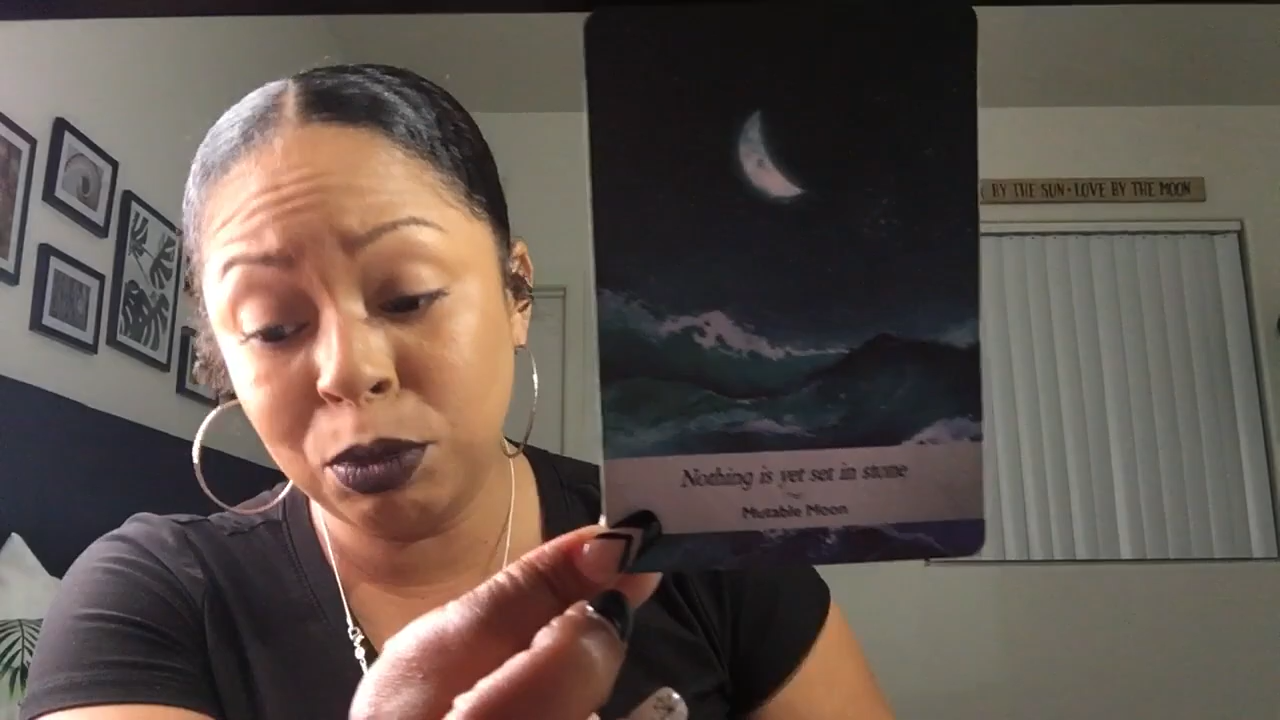 BY THE SUN • LOVE BY THE MOON
Nothing is yet set in stone
Mutable Moon